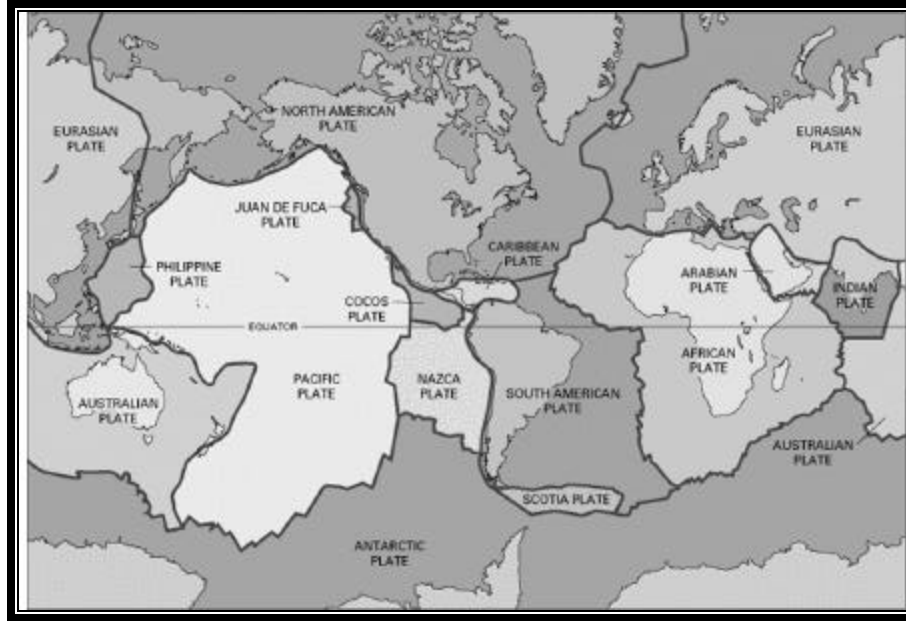 NORTH AMERICAN
PLATE
EURASIAN
PLATE
EURASIAN
PLATE
JUAN DE FUCA
PLATE
CARIBBEAN
PLATE
PHILIPPINE
PLATE
ARABIAN
PLATE
INDIAN
PLATE
COCOS
PLATE
EQUATOR
AFRICAN
PLATE
PACIFIC
PLATE
NAZCA
PLATE
SOUTH AMERICAN
PLATE
AUSTRALIAN
PLATE
AUSTRALIAN
PLATE
SCOTIA PLATE
ANTARCTIC
PLATE